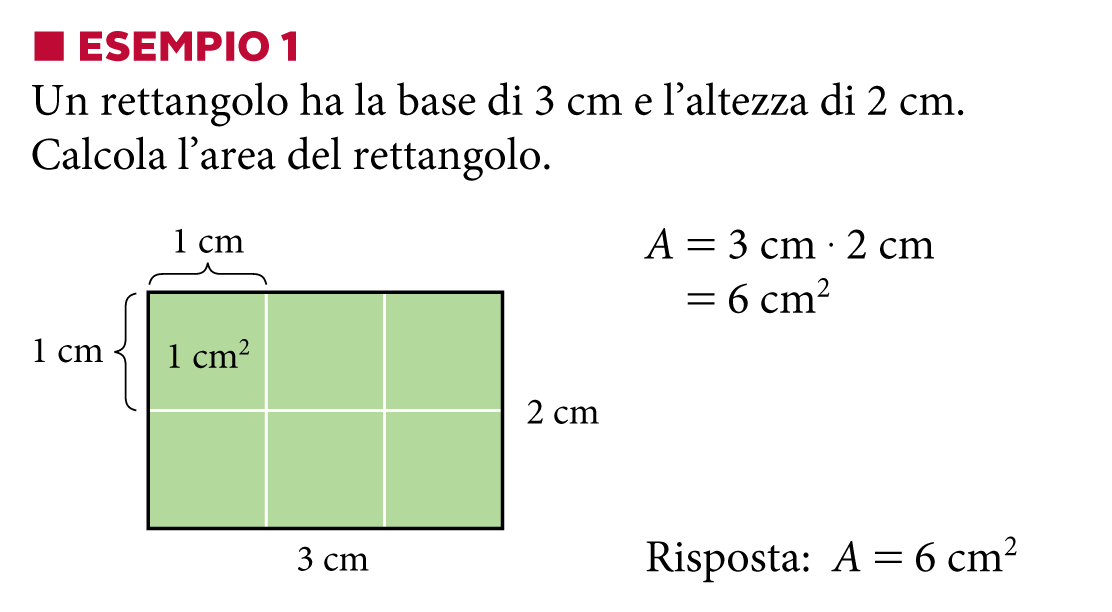 ESEMPIO 1
Un rettangolo ha la base di 3 cm e l’altezza di 2 cm.
Calcola l’area del rettangolo.
1 cm
1 cm
1 cm²
2 cm
3 cm
A = 3 cm · 2 cm
= 6 cm²
Risposta: A = 6 cm²